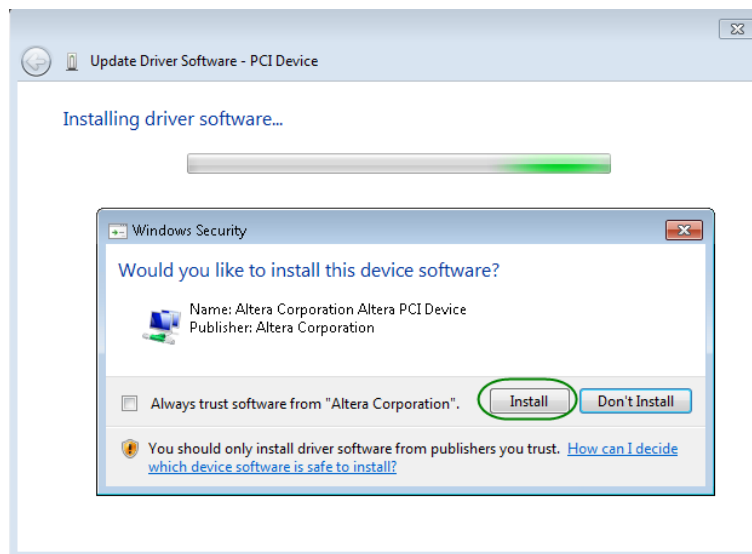 Update Driver Software - PCI Device
Installing driver software...
Windows Security
Would you like to install this device software?
Name: Altera Corporation Altera PCI Device
Publisher: Altera Corporation
Always trust software from "Altera Corporation".
Install
Don't Install
You should only install driver software from publishers you trust. How can I decide
which device software is safe to install?